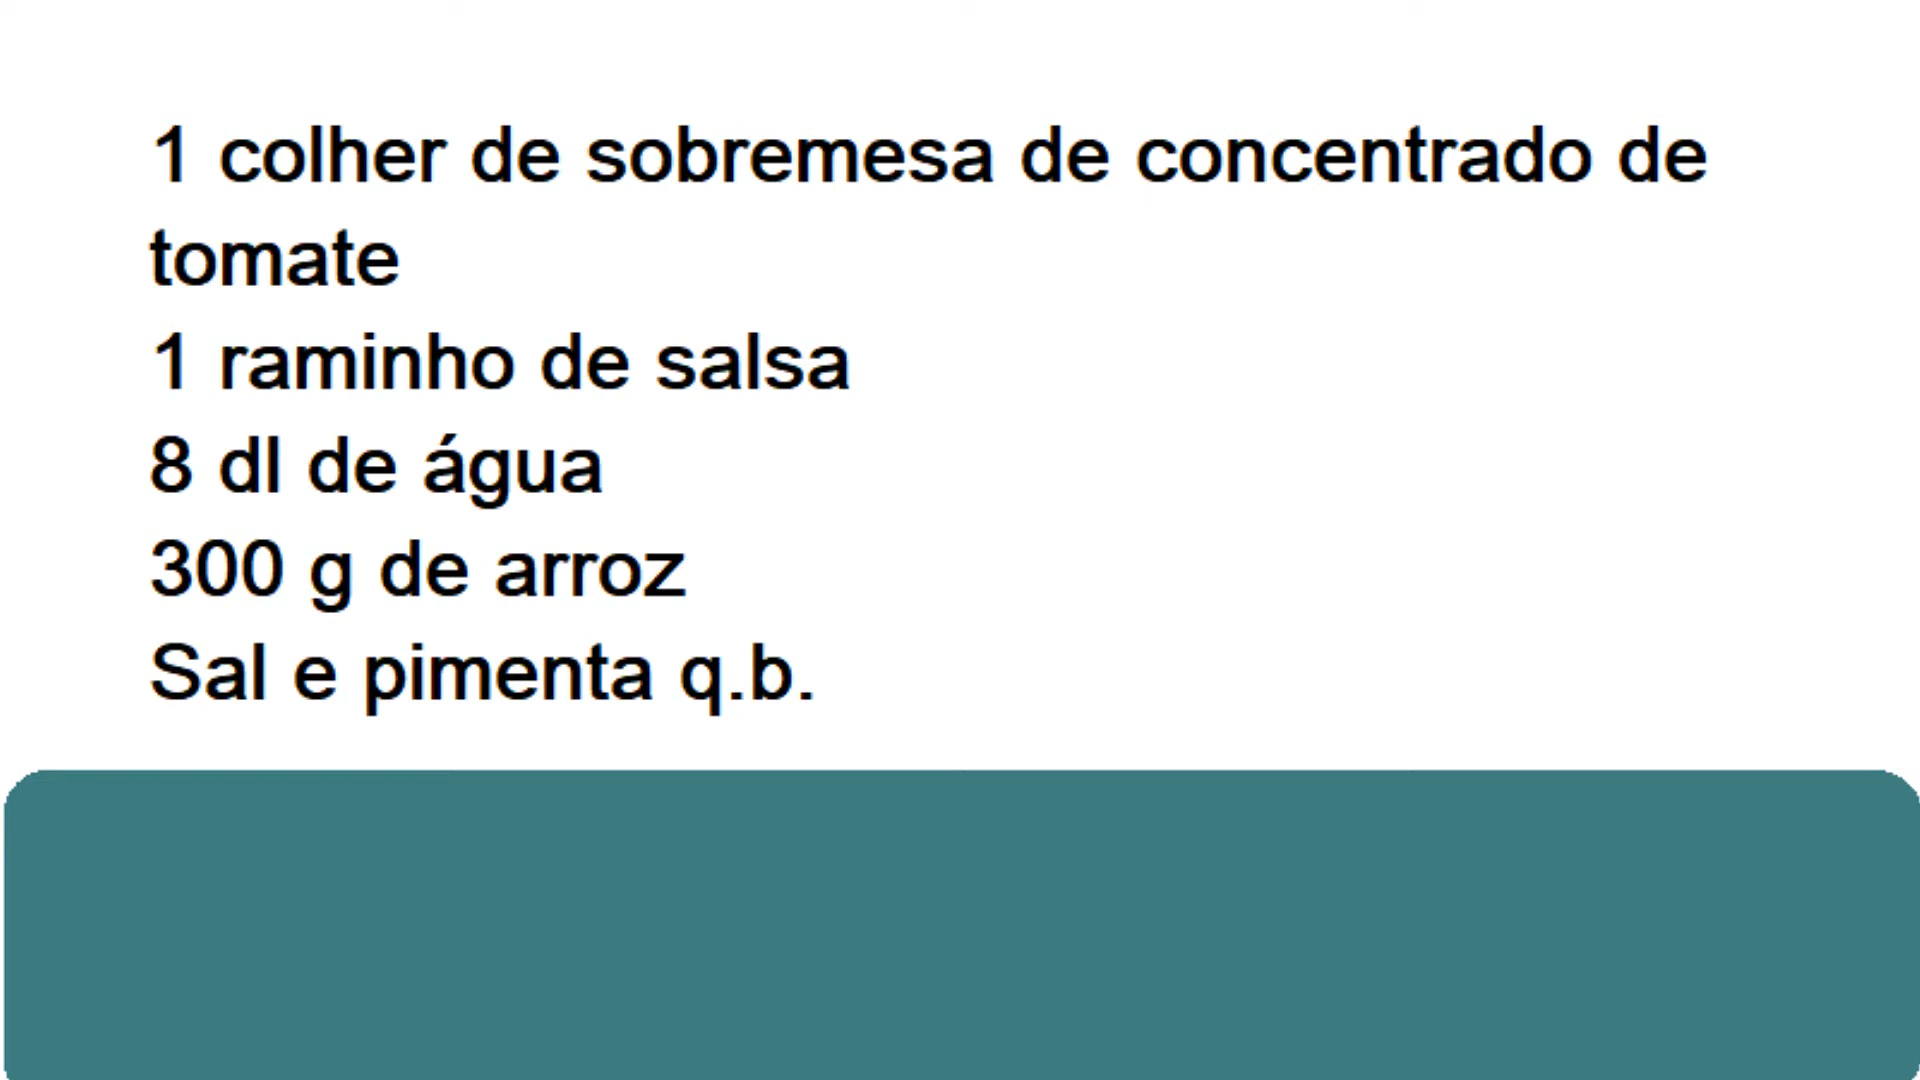 1 colher de sobremesa de concentrado de
tomate
1 raminho de salsa
8 dl de água
300 g de arroz
Sal e pimenta q.b.